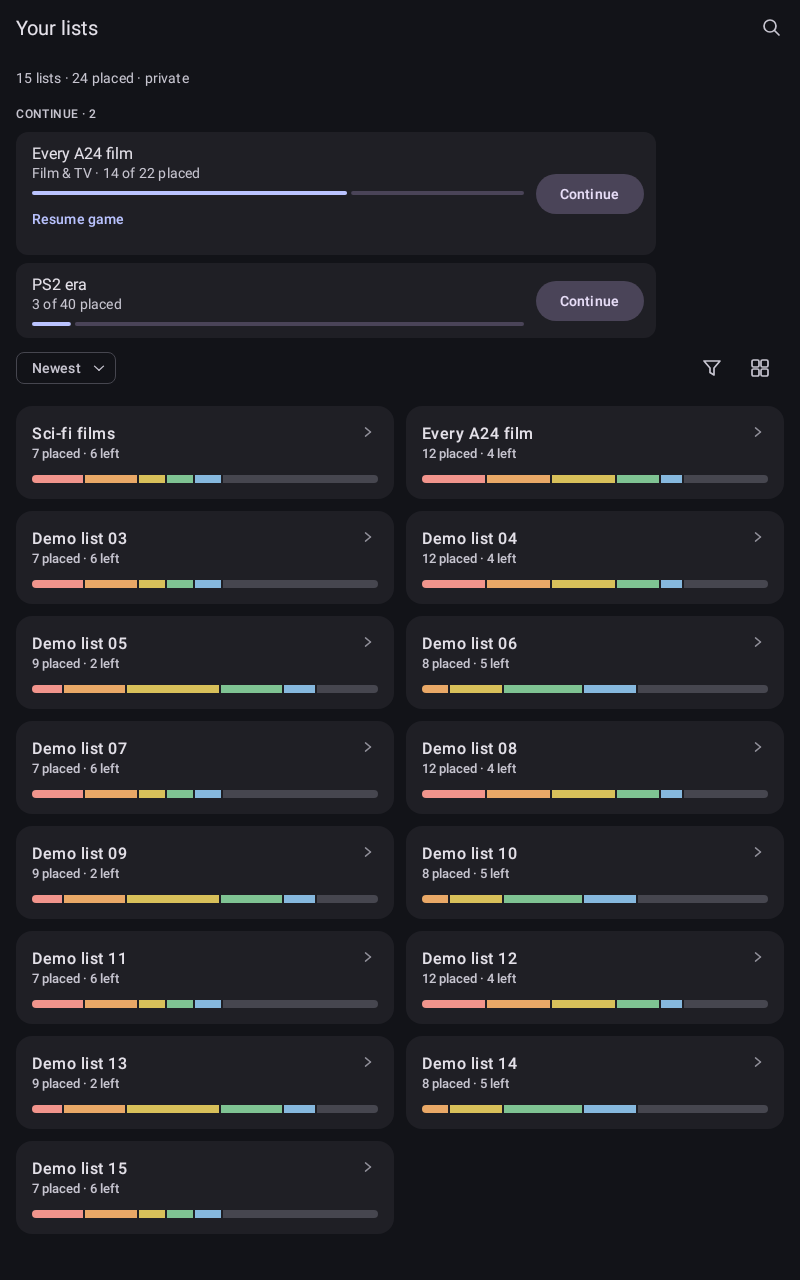 Your lists
15 lists · 24 placed · private
CONTINUE · 2
Every A24 film
Film & TV · 14 of 22 placed
Continue
Resume game
PS2 era
3 of 40 placed
Continue
Newest
Sci-fi films
7 placed · 6 left
Every A24 film
12 placed · 4 left
Demo list 03
7 placed · 6 left
Demo list 04
12 placed · 4 left
Demo list 05
9 placed · 2 left
Demo list 06
8 placed · 5 left
Demo list 07
7 placed · 6 left
Demo list 08
12 placed · 4 left
Demo list 09
9 placed · 2 left
Demo list 10
8 placed · 5 left
Demo list 11
7 placed · 6 left
Demo list 12
12 placed · 4 left
Demo list 13
9 placed · 2 left
Demo list 14
8 placed · 5 left
Demo list 15
7 placed · 6 left